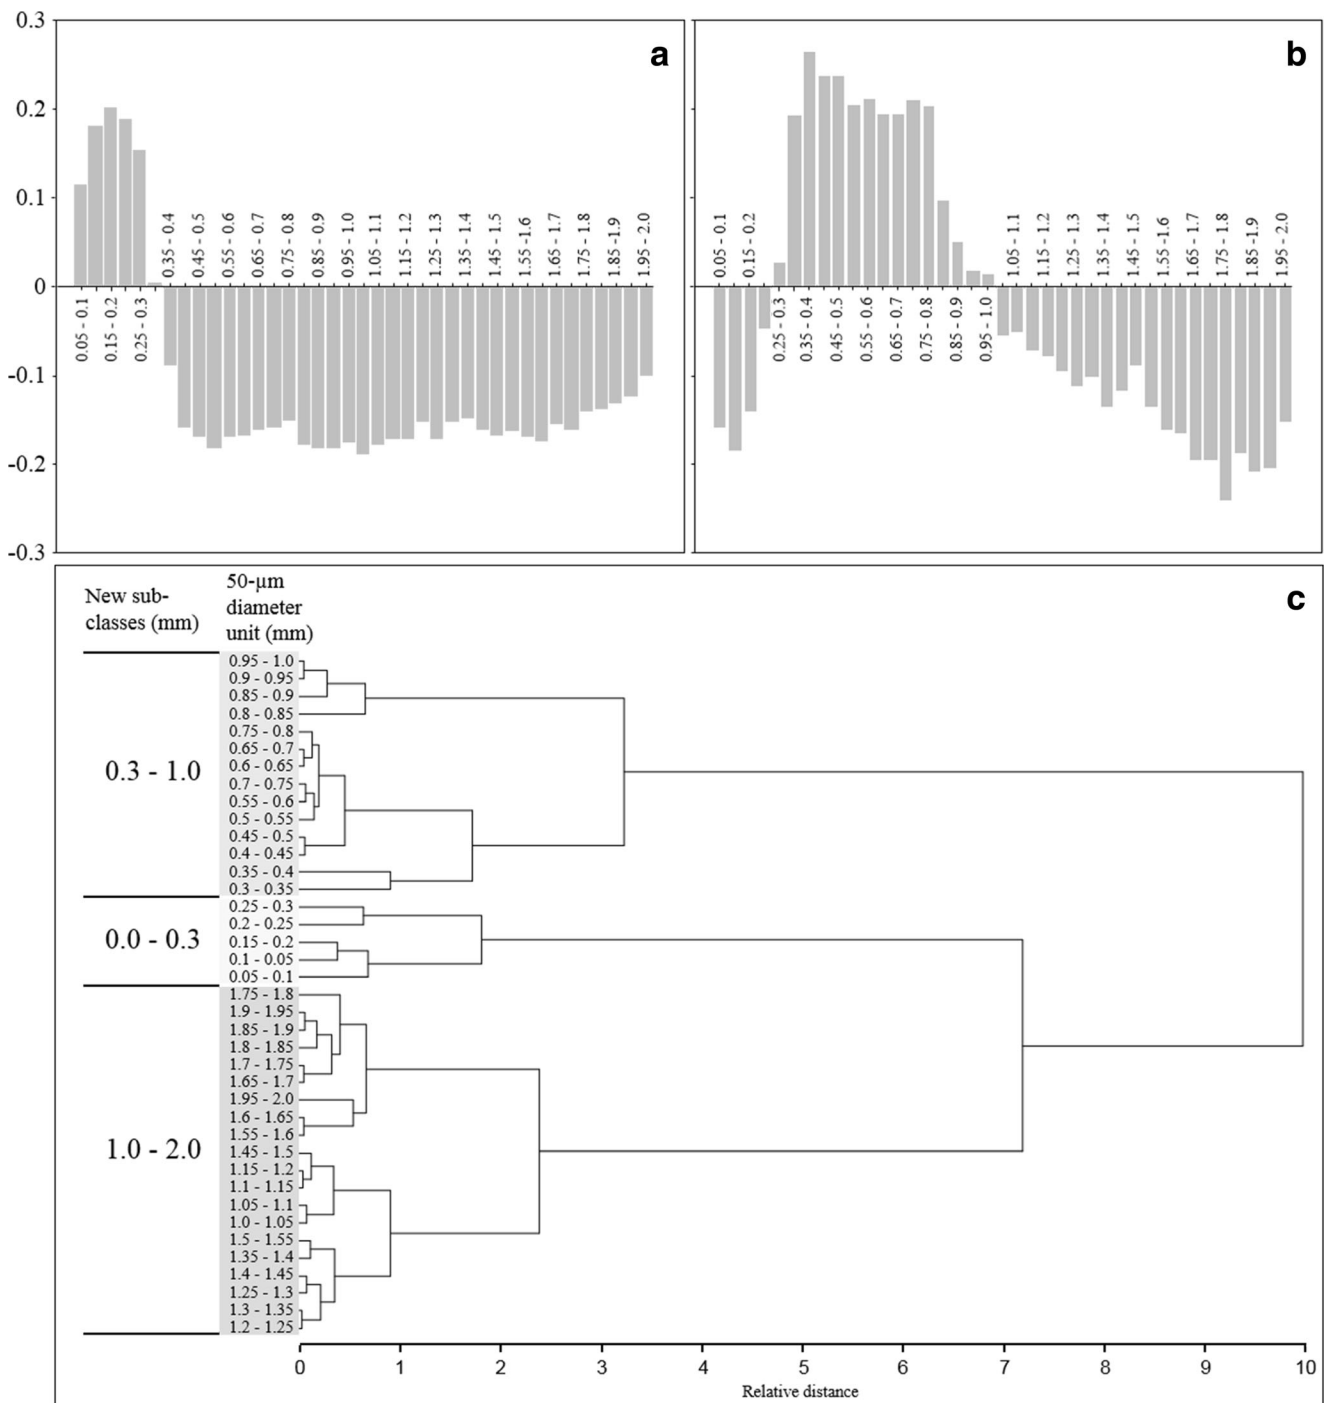 0.3
0.2
0.1
0
-0.1
-0.2
-0.3
a
0.05 - 0.1
0.15 - 0.2
0.25 - 0.3
0.35 - 0.4
0.45 - 0.5
0.55 - 0.6
0.65 - 0.7
0.75 - 0.8
0.85 - 0.9
0.95 - 1.0
1.05 - 1.1
1.15 - 1.2
1.25 - 1.3
1.35 - 1.4
1.45 - 1.5
1.55 -1.6
1.65 - 1.7
1.75 - 1.8
1.85 -1.9
1.95 - 2.0
b
0.05 - 0.1
0.15 - 0.2
0.25 - 0.3
0.35 - 0.4
0.45 - 0.5
0.55 - 0.6
0.65 - 0.7
0.75 - 0.8
0.85 - 0.9
0.95 - 1.0
1.05 - 1.1
1.15 - 1.2
1.25 - 1.3
1.35 - 1.4
1.45 - 1.5
1.55 -1.6
1.65 - 1.7
1.75 - 1.8
1.85 -1.9
1.95 - 2.0
c
New sub-
classes (mm)
50-µm
diameter
unit (mm)
0.3 - 1.0
0.95 - 1.0
0.9 - 0.95
0.85 - 0.9
0.8 - 0.85
0.75 - 0.8
0.65 - 0.7
0.6 - 0.65
0.7 - 0.75
0.55 - 0.6
0.5 - 0.55
0.45 - 0.5
0.4 - 0.45
0.35 - 0.4
0.3 - 0.35
0.0 - 0.3
0.25 - 0.3
0.2 - 0.25
0.15 - 0.2
0.1 - 0.05
0.05 - 0.1
1.0 - 2.0
1.75 - 1.8
1.9 - 1.95
1.85 - 1.9
1.8 - 1.85
1.7 - 1.75
1.65 - 1.7
1.95 - 2.0
1.6 - 1.65
1.55 - 1.6
1.45 - 1.5
1.15 - 1.2
1.1 - 1.15
1.05 - 1.1
1.0 - 1.05
1.5 - 1.55
1.35 - 1.4
1.4 - 1.45
1.25 - 1.3
1.3 - 1.35
1.2 - 1.25
0 1 2 3 4 5 6 7 8 9 10
Relative distance